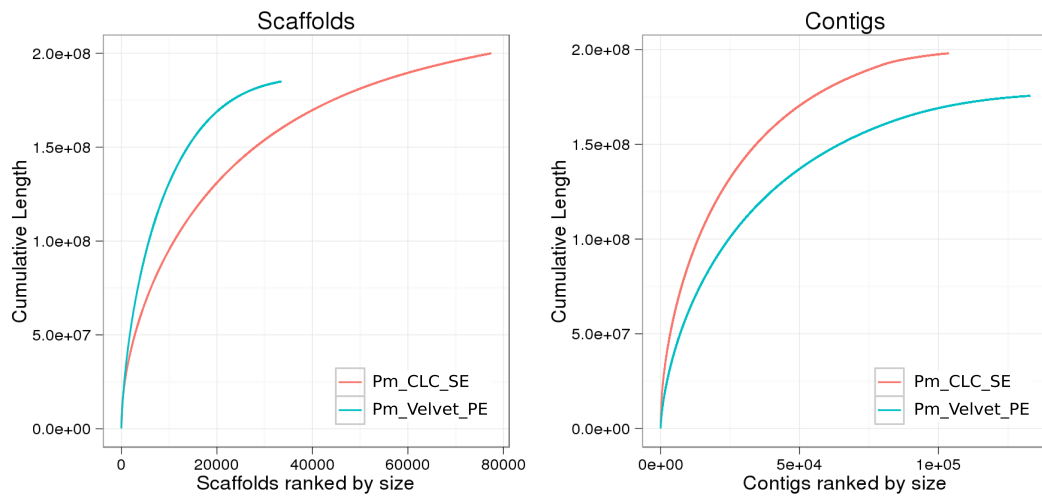 Scaffolds
Cumulative Length
2.0e+08
1.5e+08
1.0e+08
5.0e+07
0.0e+00
Pm_CLC_SE
Pm_Velvet_PE
0 20000 40000 60000 80000
Scaffolds ranked by size
Contigs
Cumulative Length
2.0e+08
1.5e+08
1.0e+08
5.0e+07
0.0e+00
Pm_CLC_SE
Pm_Velvet_PE
0e+00 5e+04 1e+05
Contigs ranked by size